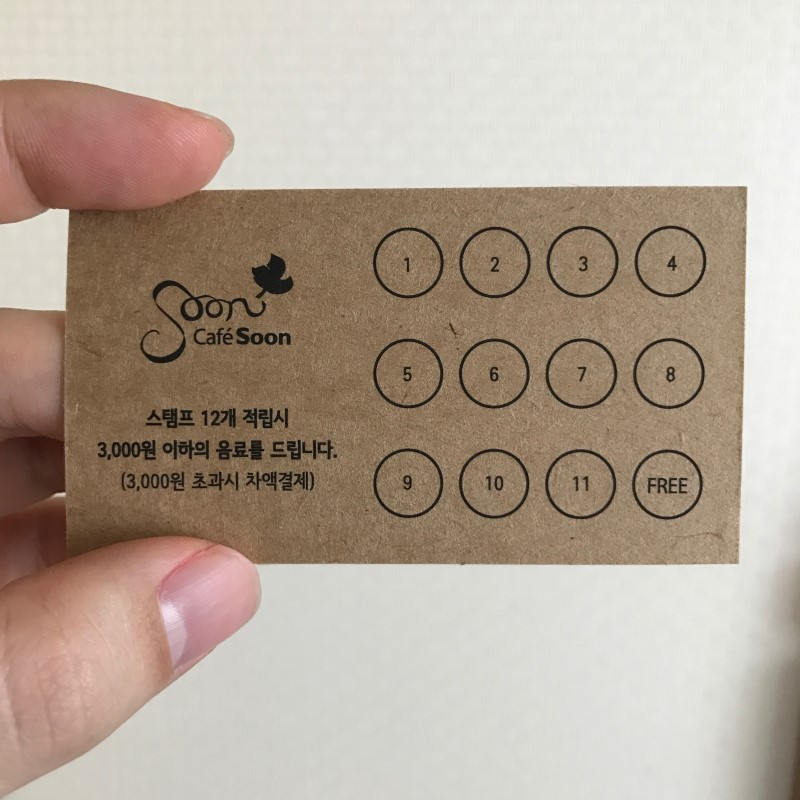 Soon
Café Soon
스탬프 12개 적립시
3,000원 이하의 음료를 드립니다.
(3,000원 초과시 차액결제)
1 2 3 4
5 6 7 8
9 10 11 FREE